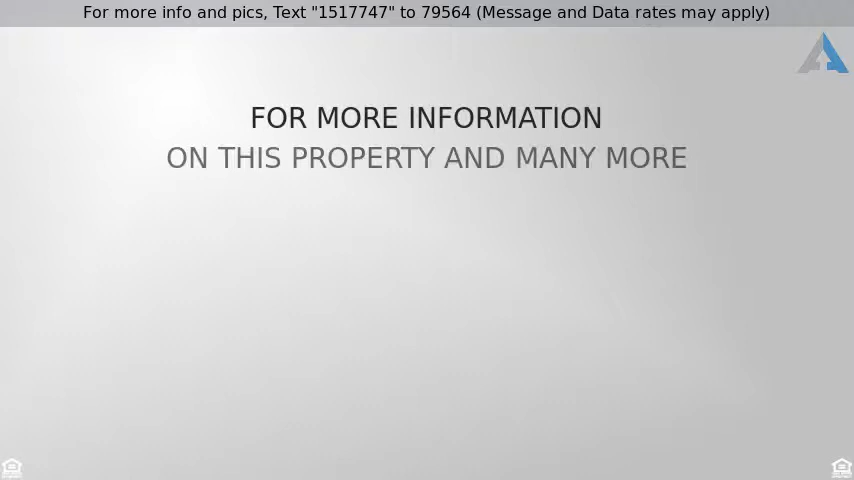 For more info and pics, Text "1517747" to 79564 (Message and Data rates may apply)
FOR MORE INFORMATION
ON THIS PROPERTY AND MANY MORE